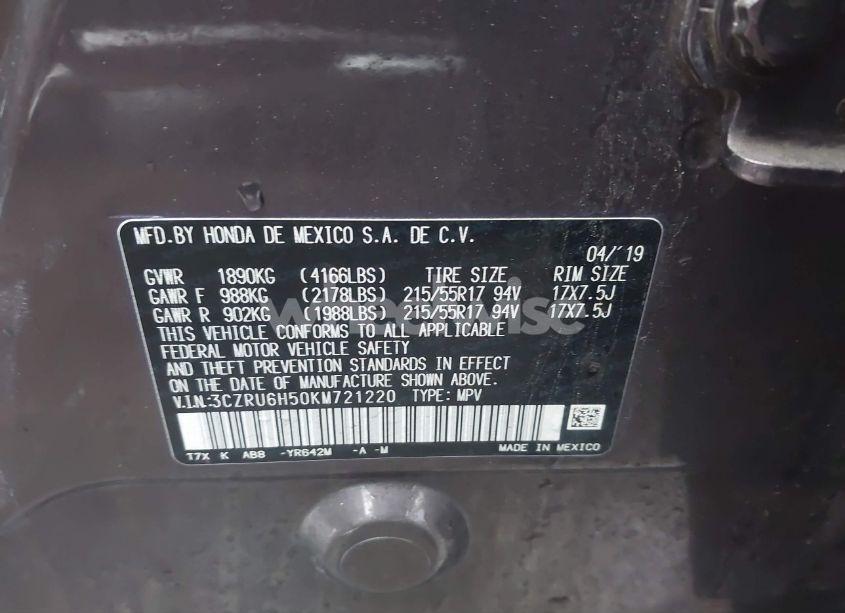 MFD.BY HONDA DE MEXICO S.A. DE C.V.
04/'19
GVWR 1890KG (4166LBS) TIRE SIZE RIM SIZE
GAWR F 988KG (2178LBS) 215/55R17 94V 17X7.5J
GAWR R 902KG (1988LBS) 215/55R17 94V 17X7.5J
THIS VEHICLE CONFORMS TO ALL APPLICABLE
FEDERAL MOTOR VEHICLE SAFETY
AND THEFT PREVENTION STANDARDS IN EFFECT
ON THE DATE OF MANUFACTURE SHOWN ABOVE.
V.I.N.:3CZRU6H50KM721220 TYPE: MPV
T7X K AB8 -YR642M -A -M MADE IN MEXICO